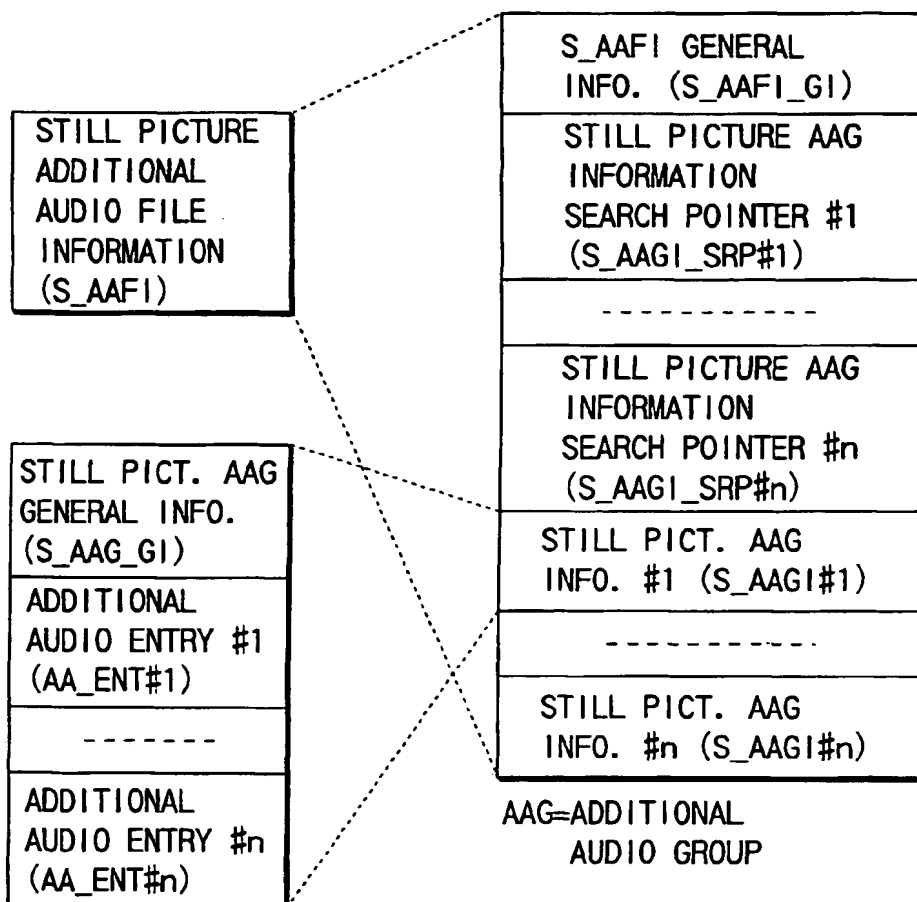 STILL PICTURE
ADDITIONAL
AUDIO FILE
INFORMATION
(S_AAFI)
S_AAFI GENERAL
INFO. (S_AAFI_GI)
STILL PICTURE AAG
INFORMATION
SEARCH POINTER #1
(S_AAGI_SRP#1)
STILL PICTURE AAG
INFORMATION
SEARCH POINTER #n
(S_AAGI_SRP#n)
STILL PICT. AAG
INFO. #1 (S_AAGI#1)
STILL PICT. AAG
INFO. #n (S_AAGI#n)
STILL PICT. AAG
GENERAL INFO.
(S_AAG_GI)
ADDITIONAL
AUDIO ENTRY #1
(AA_ENT#1)
ADDITIONAL
AUDIO ENTRY #n
(AA_ENT#n)
AAG=ADDITIONAL
AUDIO GROUP